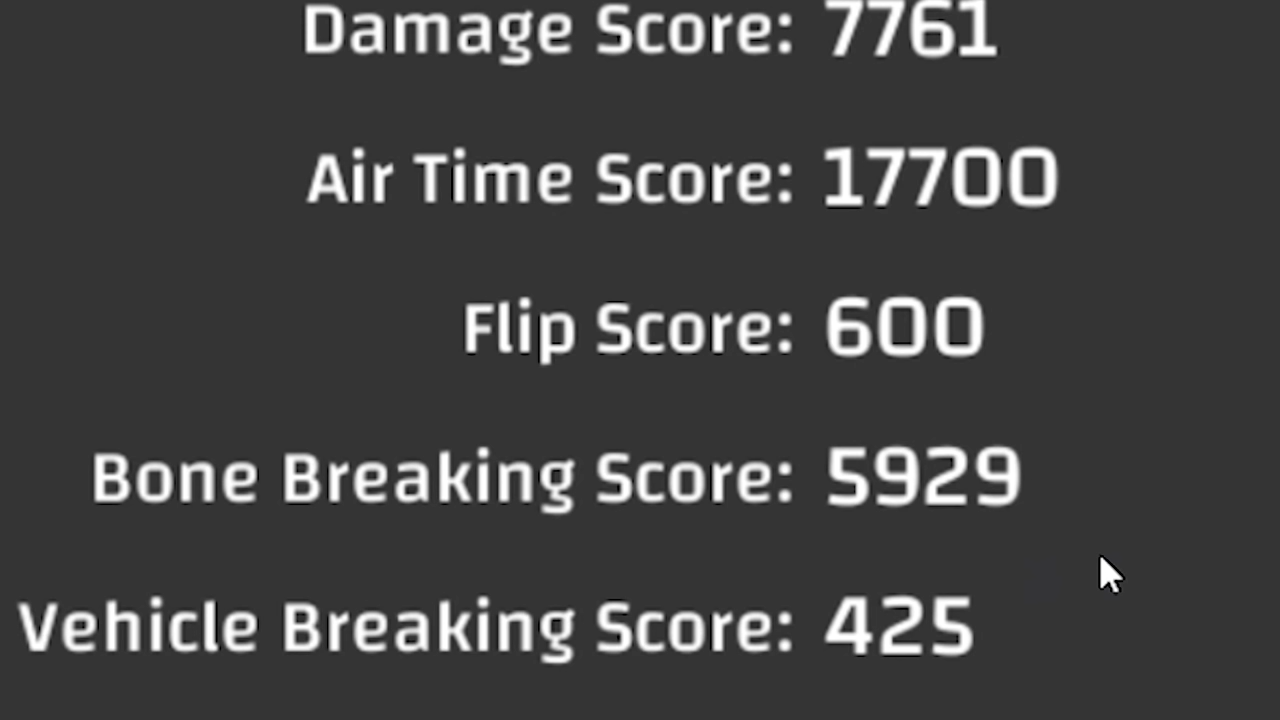 Damage Score: 7761
Air Time Score: 17700
Flip Score: 600
Bone Breaking Score: 5929
Vehicle Breaking Score: 425